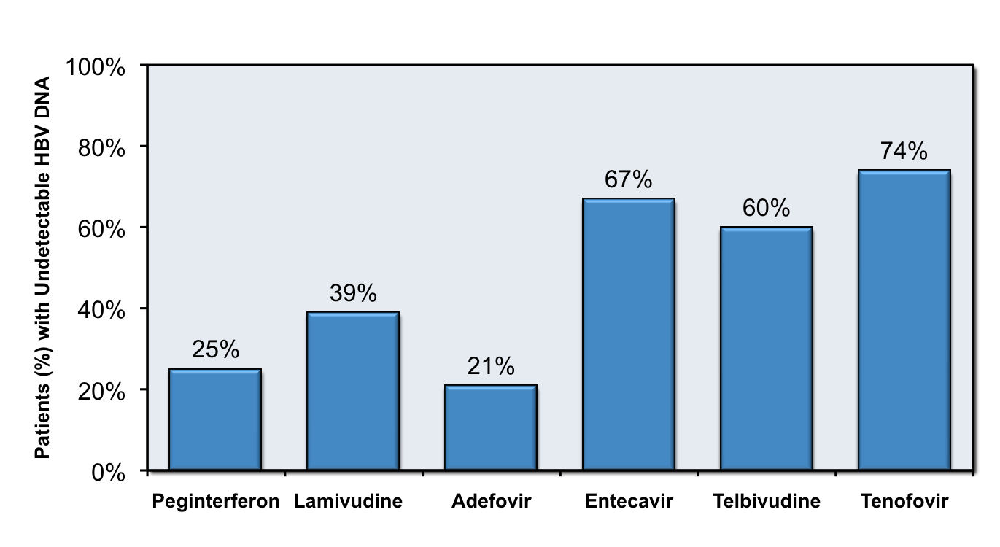 Patients (%) with Undetectable HBV DNA
100%
80%
60%
40%
20%
0%
25%
39%
21%
67%
60%
74%
Peginterferon
Lamivudine
Adefovir
Entecavir
Telbivudine
Tenofovir